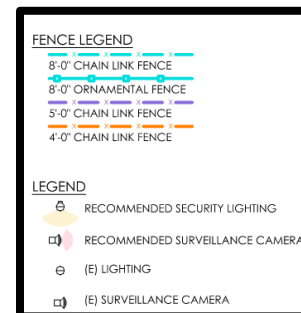 FENCE LEGEND
8'-0" CHAIN LINK FENCE
8'-0" ORNAMENTAL FENCE
5'-0" CHAIN LINK FENCE
4'-0" CHAIN LINK FENCE
LEGEND
RECOMMENDED SECURITY LIGHTING
RECOMMENDED SURVEILLANCE CAMERA
(E) LIGHTING
(E) SURVEILLANCE CAMERA